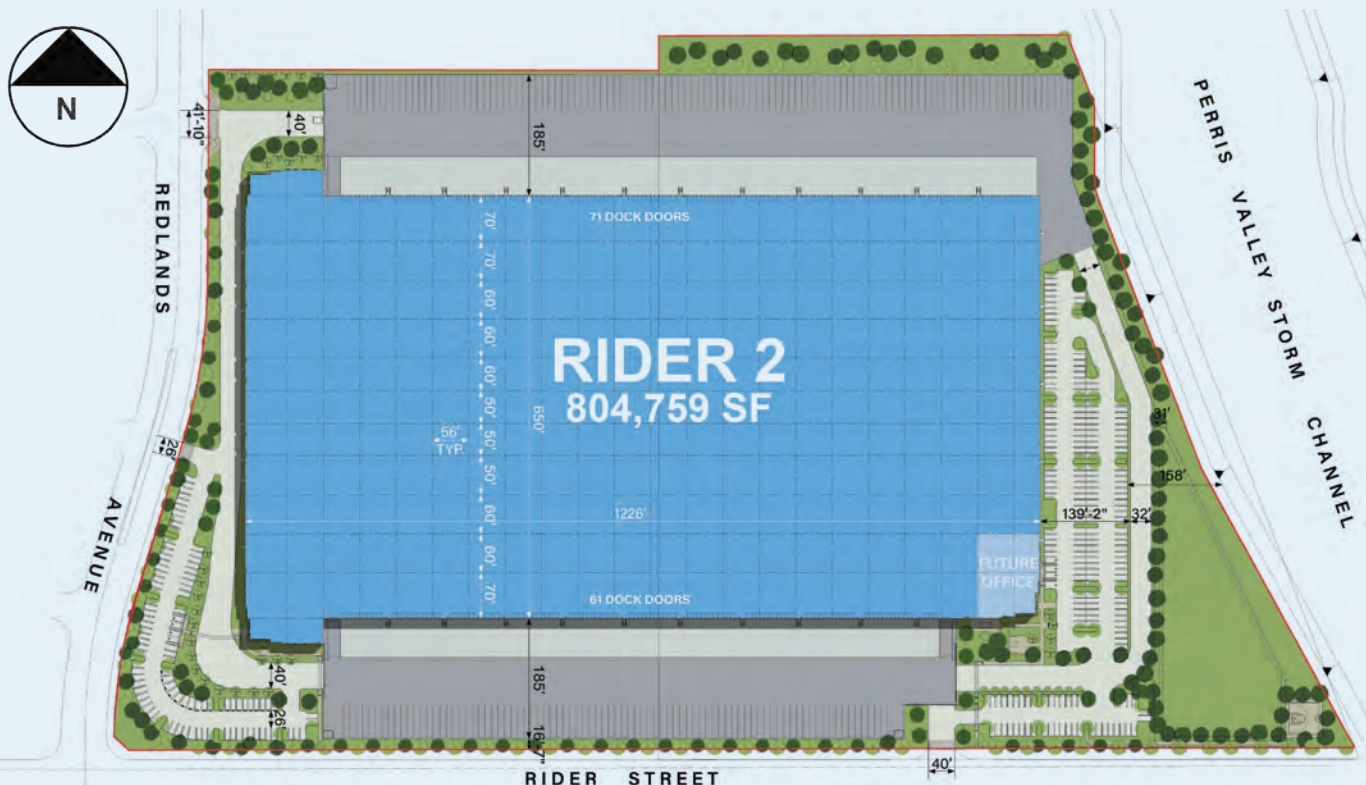 N
41'-10"
40'
185'
PERRIS VALLEY STORM CHANNEL
REDLANDS
AVENUE
71 DOCK DOORS
70'
70'
60'
60'
60'
50'
50'
50'
60'
60'
70'
650'
RIDER 2
804,759 SF
56'
TYP.
31'
26'
158'
1226'
139'-2"
32'
FUTURE
OFFICE
61 DOCK DOORS
185'
40'
26'
16'-7"
40'
RIDER STREET